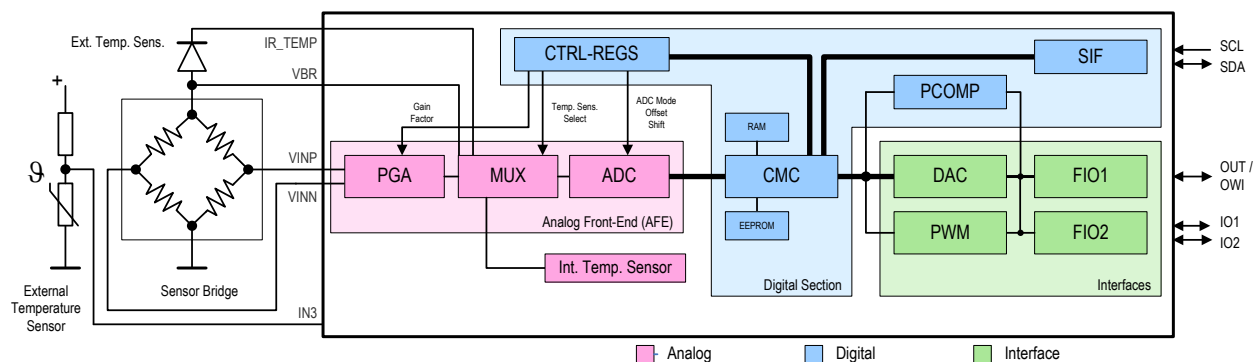 Ext. Temp. Sens.
IR_TEMP
VBR
+
ϑ
VINP
VINN
IN3
External
Temperature
Sensor
Sensor Bridge
CTRL-REGS
SIF
SCL
SDA
PCOMP
Gain
Factor
Temp. Sens.
Select
ADC Mode
Offset
Shift
RAM
PGA
MUX
ADC
CMC
DAC
FIO1
OUT /
OWI
Analog Front-End (AFE)
EEPROM
PWM
FIO2
IO1
IO2
Int. Temp. Sensor
Digital Section
Interfaces
Analog
Digital
Interface